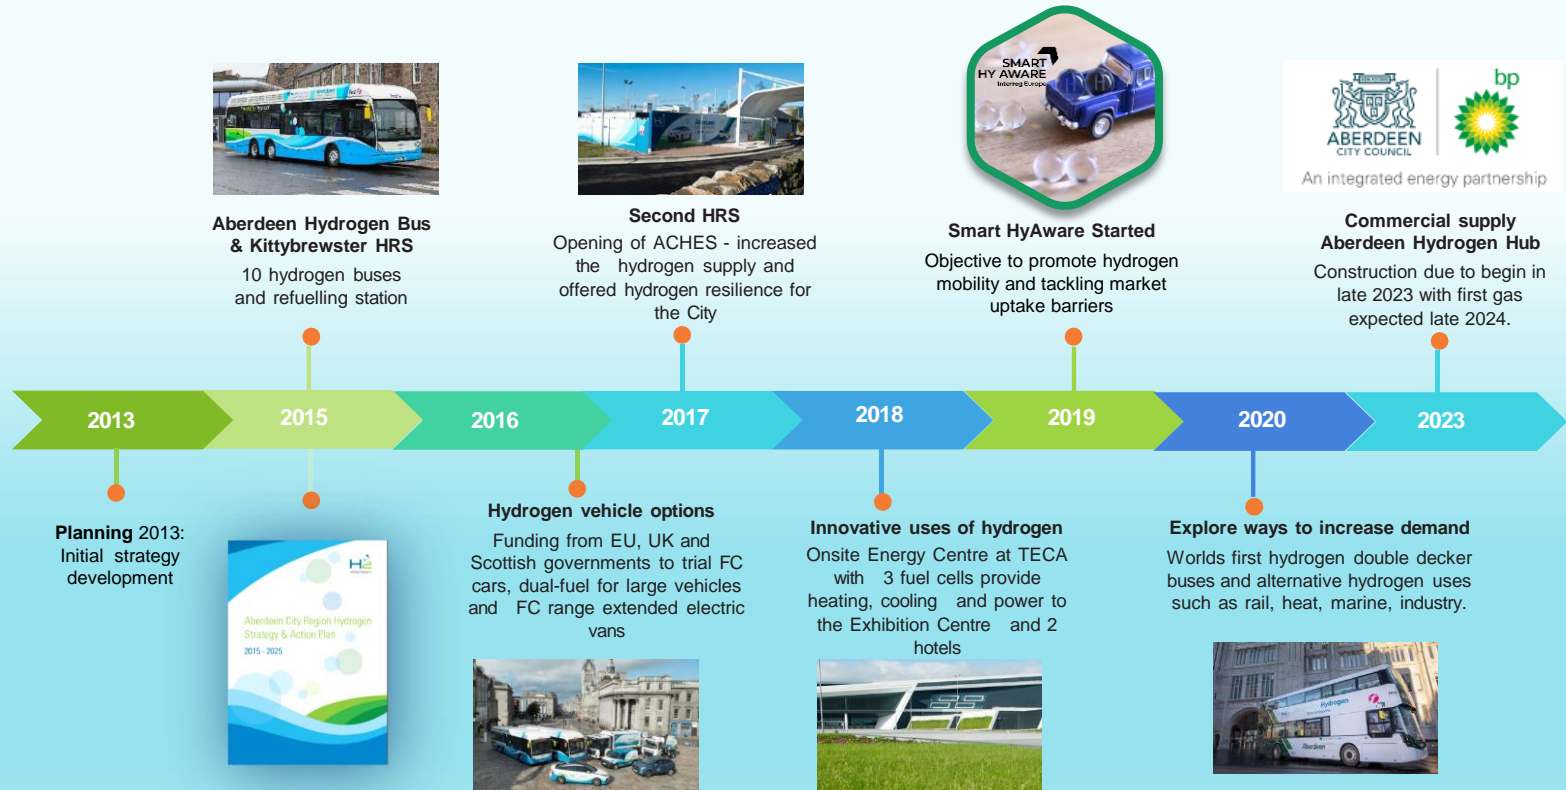 SMART
HY AWARE
Interreg Europe
bp
ABERDEEN
CITY COUNCIL
An integrated energy partnership
Aberdeen Hydrogen Bus
& Kittybrewster HRS
10 hydrogen buses
and refuelling station
Second HRS
Opening of ACHES - increased
the hydrogen supply and
offered hydrogen resilience for
the City
Smart HyAware Started
Objective to promote hydrogen
mobility and tackling market
uptake barriers
Commercial supply
Aberdeen Hydrogen Hub
Construction due to begin in
late 2023 with first gas
expected late 2024.
2013
2015
2016
2017
2018
2019
2020
2023
Planning 2013:
Initial strategy
development
H2
Aberdeen City Region Hydrogen
Strategy & Action Plan
2015 - 2025
Hydrogen vehicle options
Funding from EU, UK and
Scottish governments to trial FC
cars, dual-fuel for large vehicles
and FC range extended electric
vans
Innovative uses of hydrogen
Onsite Energy Centre at TECA
with 3 fuel cells provide
heating, cooling and power to
the Exhibition Centre and 2
hotels
Explore ways to increase demand
Worlds first hydrogen double decker
buses and alternative hydrogen uses
such as rail, heat, marine, industry.
Hydrogen
Aberdeen